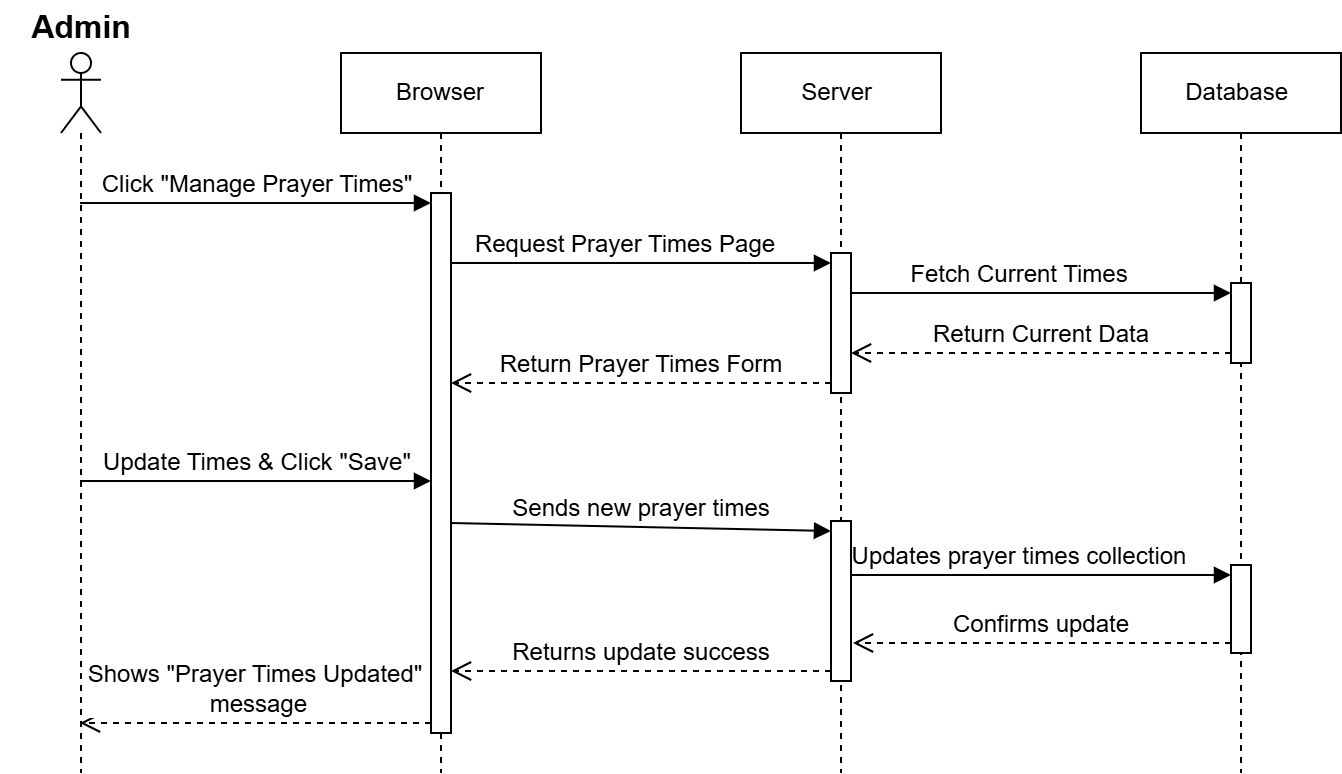 Admin
Browser
Server
Database
Click "Manage Prayer Times"
Request Prayer Times Page
Fetch Current Times
Return Current Data
Return Prayer Times Form
Update Times & Click "Save"
Sends new prayer times
Updates prayer times collection
Confirms update
Returns update success
Shows "Prayer Times Updated"
message